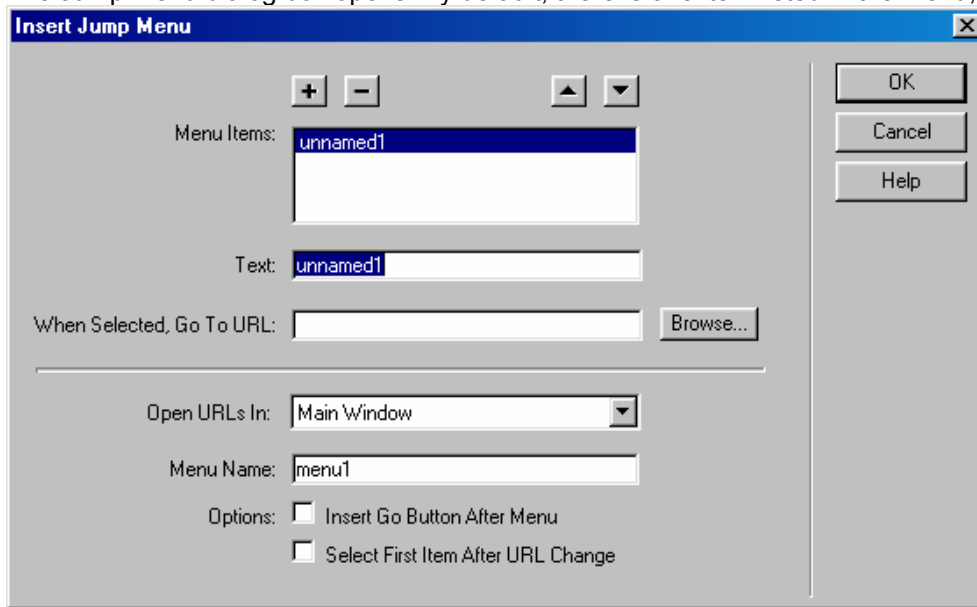 Insert Jump Menu
Menu Items:
unnamed1
Text:
unnamed1
When Selected, Go To URL:
Browse...
Open URLs In:
Main Window
Menu Name:
menu1
Options:
Insert Go Button After Menu
Select First Item After URL Change
OK
Cancel
Help